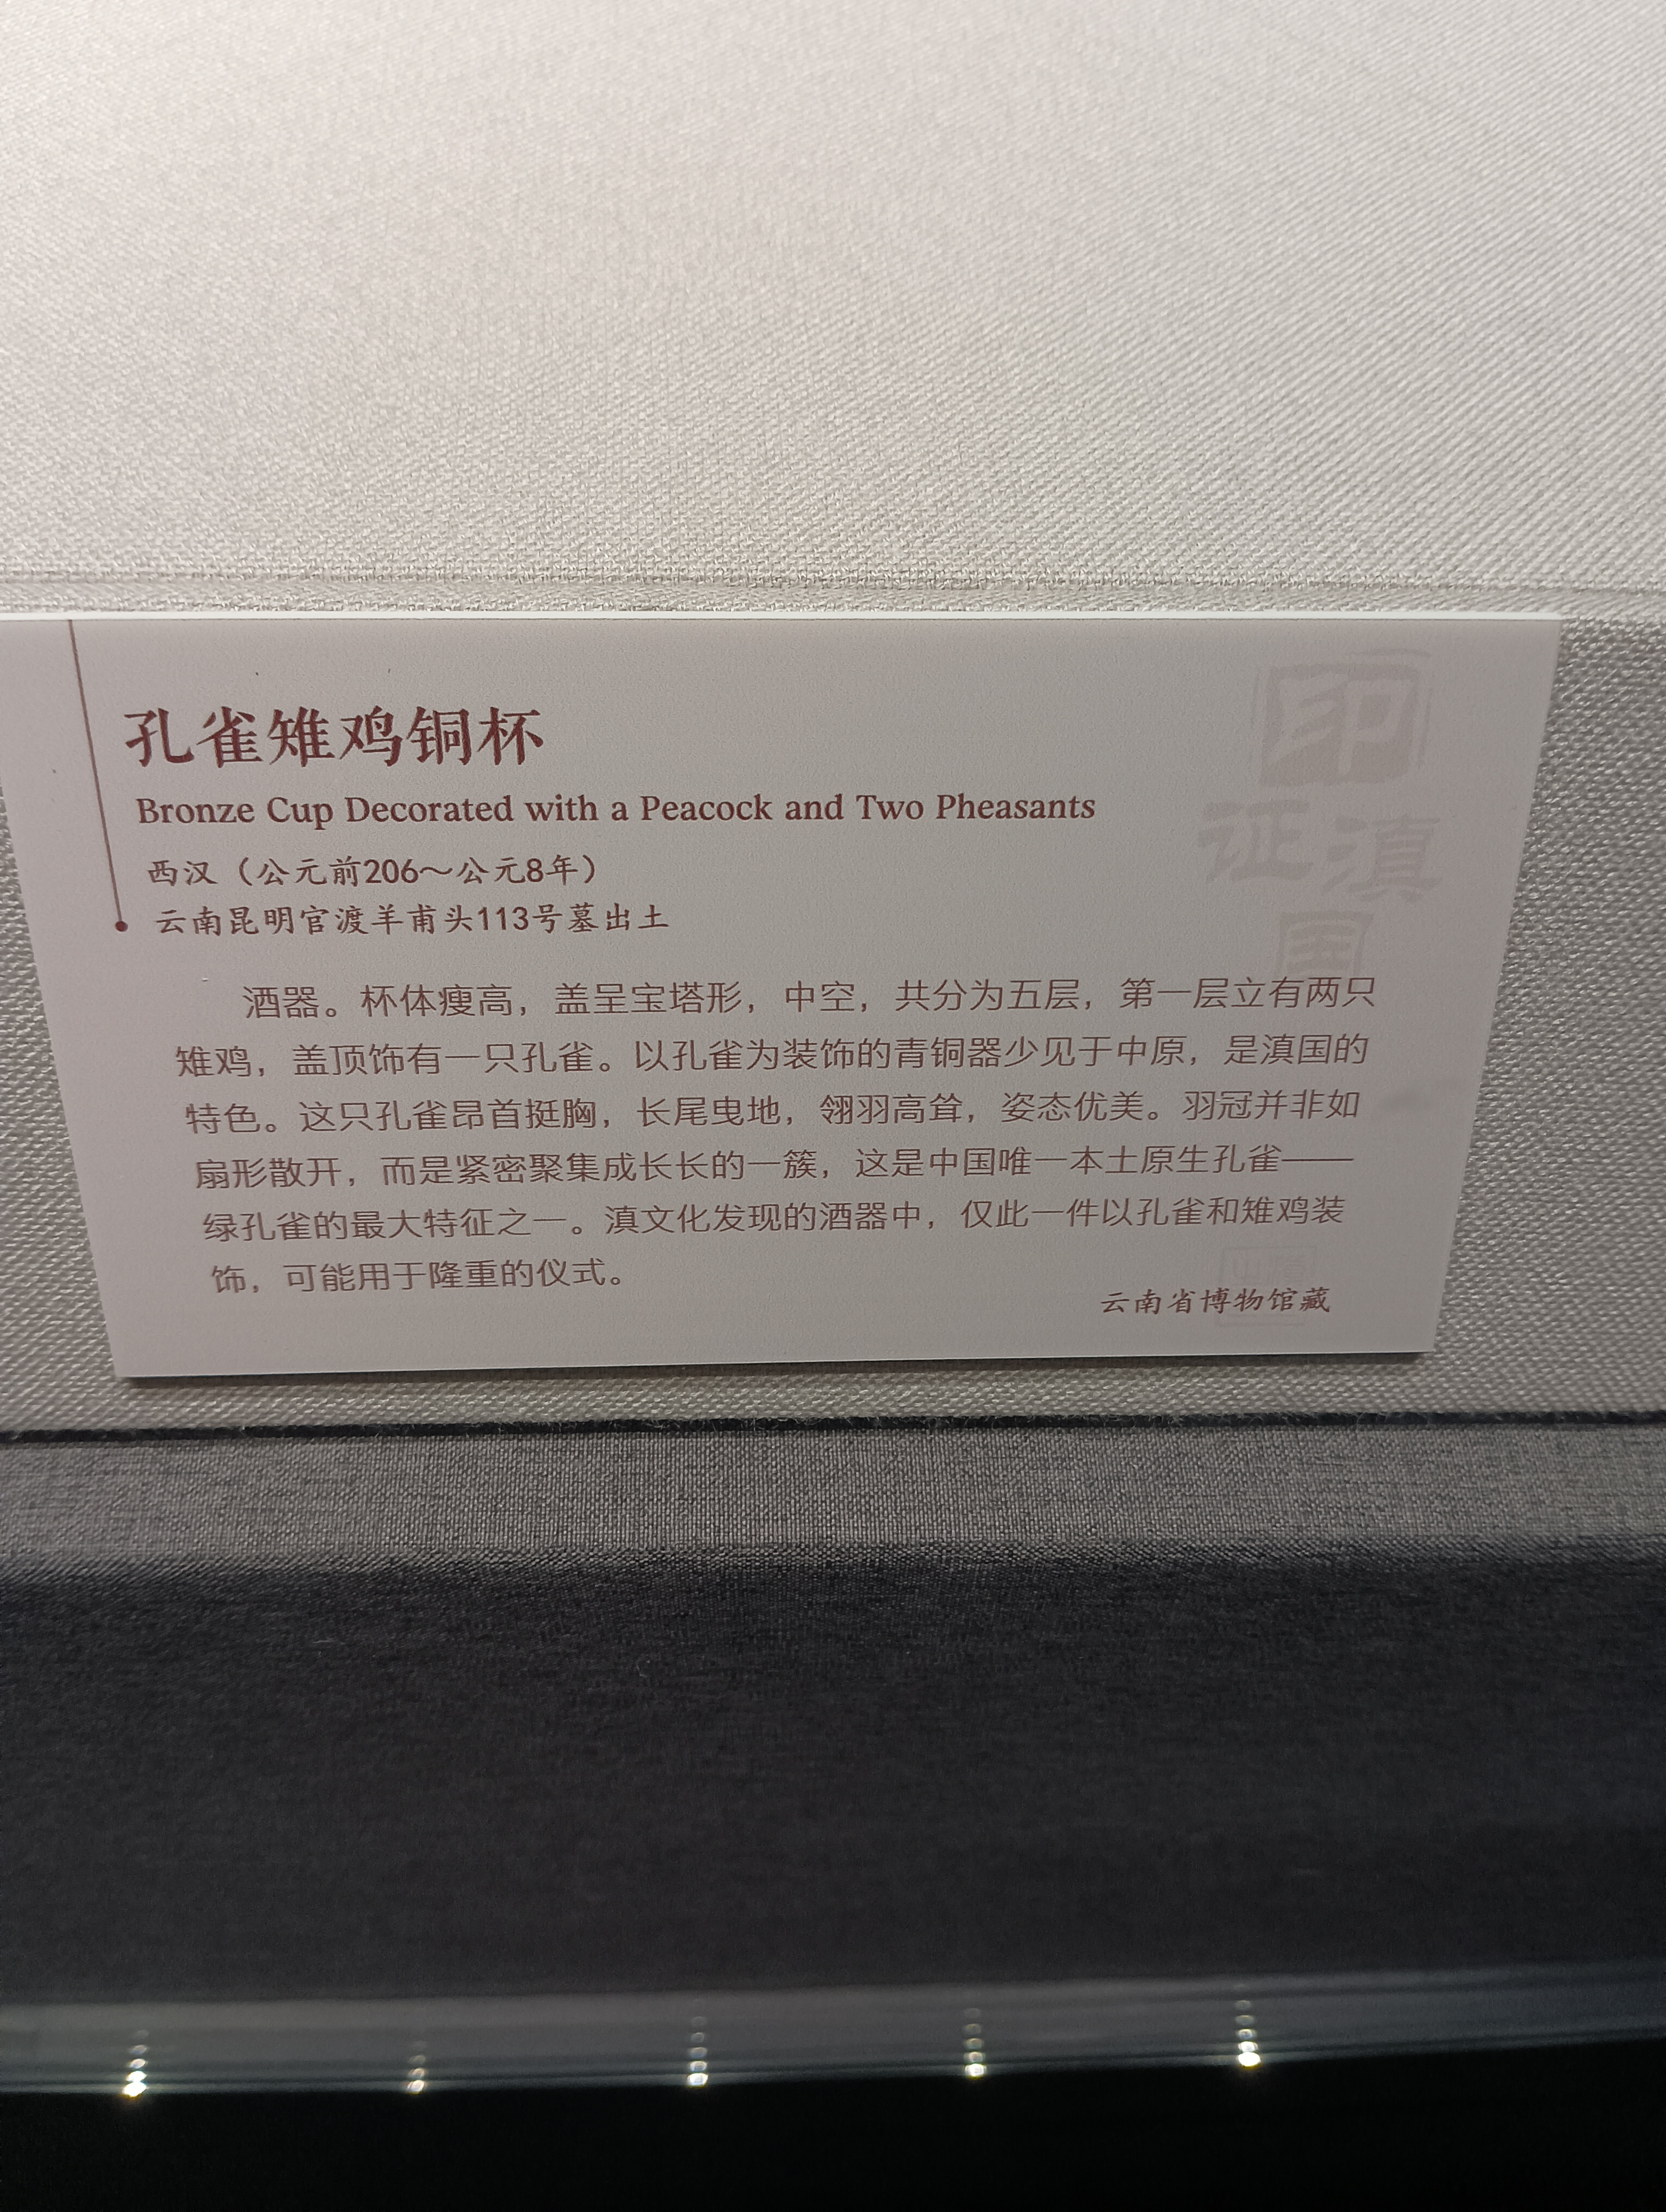 孔雀雉鸡铜杯
Bronze Cup Decorated with a Peacock and Two Pheasants
西汉（公元前206～公元8年）
云南昆明官渡羊甫头113号墓出土
酒器。杯体瘦高，盖呈宝塔形，中空，共分为五层，第一层立有两只
雉鸡，盖顶饰有一只孔雀。以孔雀为装饰的青铜器少见于中原，是滇国的
特色。这只孔雀昂首挺胸，长尾曳地，翎羽高耸，姿态优美。羽冠并非如
扇形散开，而是紧密聚集成长长的一簇，这是中国唯一本土原生孔雀——
绿孔雀的最大特征之一。滇文化发现的酒器中，仅此一件以孔雀和雉鸡装
饰，可能用于隆重的仪式。
云南省博物馆藏
印
证滇
国